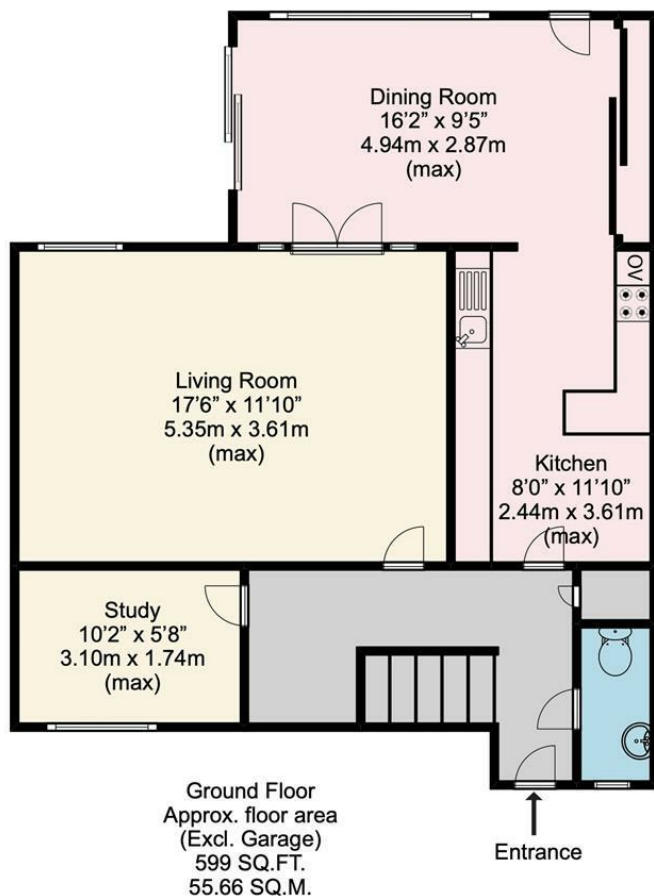 Dining Room
16'2" x 9'5"
4.94m x 2.87m
(max)
OV
Living Room
17'6" x 11'10"
5.35m x 3.61m
(max)
Kitchen
8'0" x 11'10"
2.44m x 3.61m
(max)
Study
10'2" x 5'8"
3.10m x 1.74m
(max)
Ground Floor
Approx. floor area
(Excl. Garage)
599 SQ.FT.
55.66 SQ.M.
Entrance